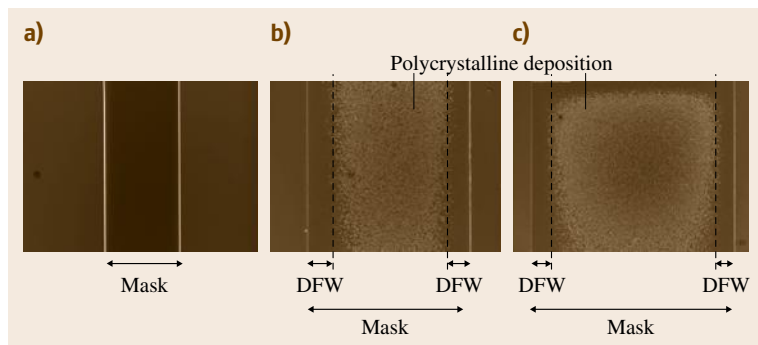 a)
b)
c)
Polycrystalline deposition
Mask
DFW
DFW
Mask
DFW
DFW
Mask